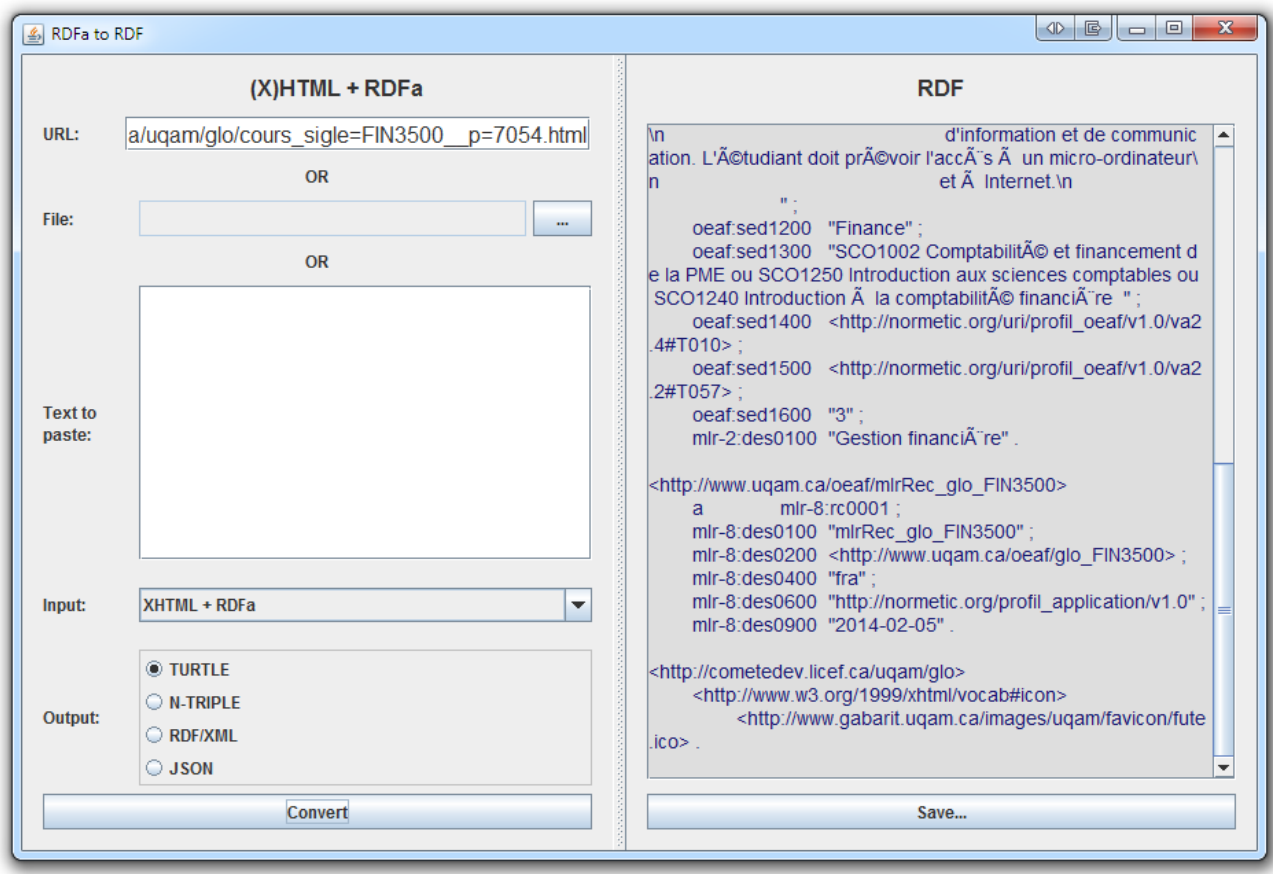 RDFa to RDF
(X)HTML + RDFa
URL:
a/uqam/glo/cours_sigle=FIN3500__p=7054.html
OR
File:
...
OR
Text to
paste:
Input:
XHTML + RDFa
Output:
TURTLE
N-TRIPLE
RDF/XML
JSON
Convert
RDF
\n d'information et de communic
ation. L'Ã©tudiant doit prÃ©voir l'accÃ¨s Ã  un micro-ordinateur\
n et Ã  Internet.\n
" ;
oeaf:sed1200 "Finance" ;
oeaf:sed1300 "SCO1002 ComptabilitÃ© et financement d
e la PME ou SCO1250 Introduction aux sciences comptables ou
SCO1240 Introduction Ã  la comptabilitÃ© financiÃ¨re " ;
oeaf:sed1400 <http://normetic.org/uri/profil_oeaf/v1.0/va2
.4#T010> ;
oeaf:sed1500 <http://normetic.org/uri/profil_oeaf/v1.0/va2
.2#T057> ;
oeaf:sed1600 "3" ;
mlr-2:des0100 "Gestion financiÃ¨re" .
<http://www.uqam.ca/oeaf/mlrRec_glo_FIN3500>
a mlr-8:rc0001 ;
mlr-8:des0100 "mlrRec_glo_FIN3500" ;
mlr-8:des0200 <http://www.uqam.ca/oeaf/glo_FIN3500> ;
mlr-8:des0400 "fra" ;
mlr-8:des0600 "http://normetic.org/profil_application/v1.0" ;
mlr-8:des0900 "2014-02-05" .
<http://cometedev.licef.ca/uqam/glo>
<http://www.w3.org/1999/xhtml/vocab#icon>
<http://www.gabarit.uqam.ca/images/uqam/favicon/fute
.ico> .
Save...